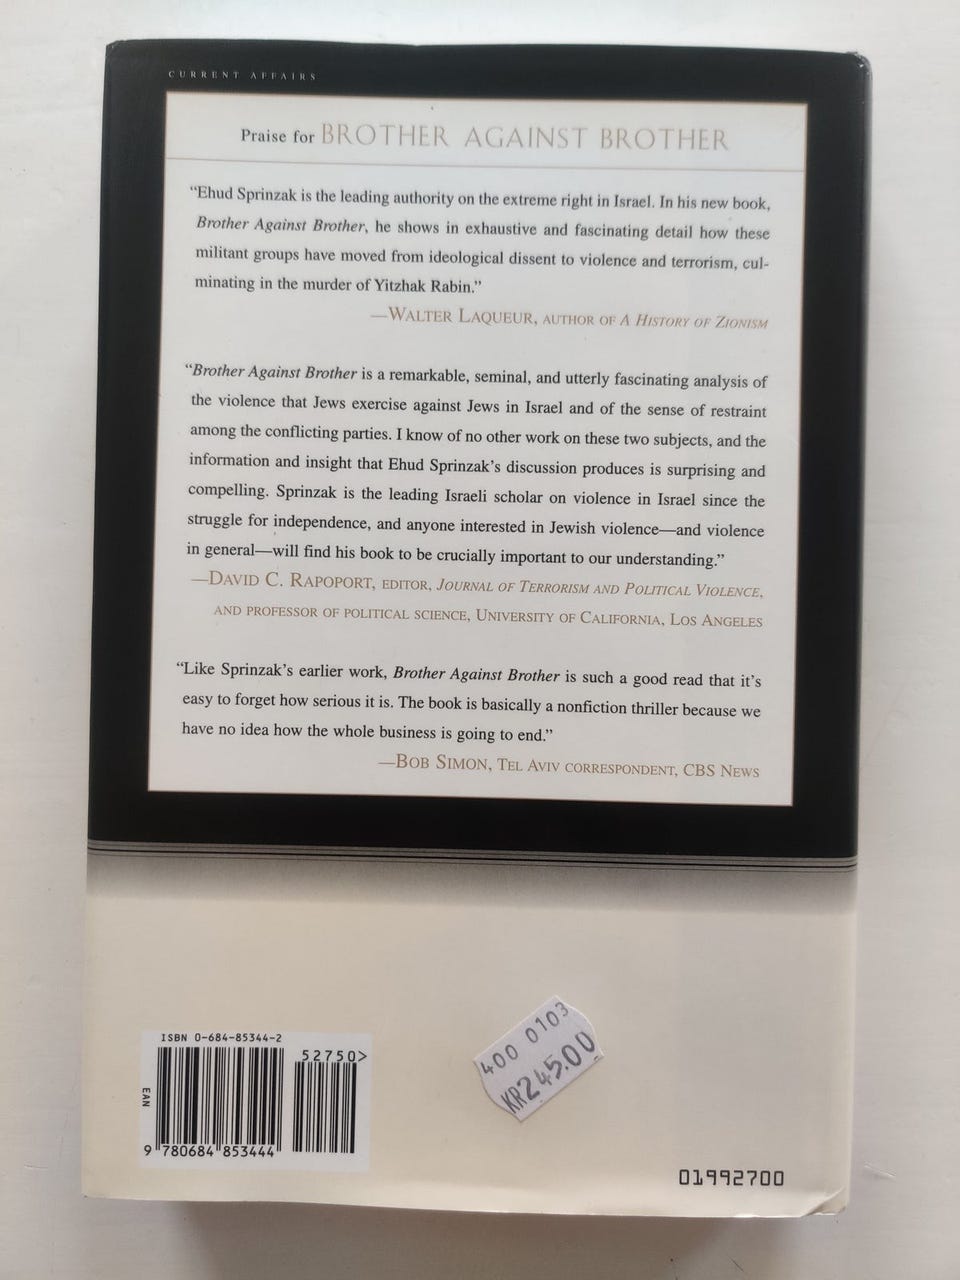 CURRENT AFFAIRS
Praise for BROTHER AGAINST BROTHER
“Ehud Sprinzak is the leading authority on the extreme right in Israel. In his new book,
Brother Against Brother, he shows in exhaustive and fascinating detail how these
militant groups have moved from ideological dissent to violence and terrorism, cul-
minating in the murder of Yitzhak Rabin.”
—WALTER LAQUEUR, AUTHOR OF A HISTORY OF ZIONISM
“Brother Against Brother is a remarkable, seminal, and utterly fascinating analysis of
the violence that Jews exercise against Jews in Israel and of the sense of restraint
among the conflicting parties. I know of no other work on these two subjects, and the
information and insight that Ehud Sprinzak’s discussion produces is surprising and
compelling. Sprinzak is the leading Israeli scholar on violence in Israel since the
struggle for independence, and anyone interested in Jewish violence—and violence
in general—will find his book to be crucially important to our understanding.”
—DAVID C. RAPOPORT, EDITOR, JOURNAL OF TERRORISM AND POLITICAL VIOLENCE,
AND PROFESSOR OF POLITICAL SCIENCE, UNIVERSITY OF CALIFORNIA, LOS ANGELES
“Like Sprinzak’s earlier work, Brother Against Brother is such a good read that it’s
easy to forget how serious it is. The book is basically a nonfiction thriller because we
have no idea how the whole business is going to end.”
—BOB SIMON, TEL AVIV CORRESPONDENT, CBS NEWS
ISBN 0-684-85344-2
52750>
EAN
9 780684 853444
400 0103
KR245.00
01992700